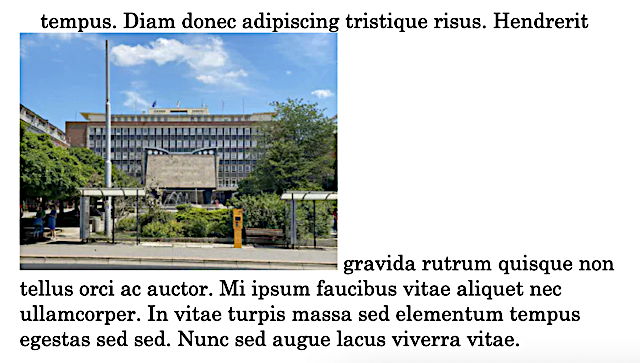 tempus. Diam donec adipiscing tristique risus. Hendrerit
gravida rutrum quisque non
tellus orci ac auctor. Mi ipsum faucibus vitae aliquet nec
ullamcorper. In vitae turpis massa sed elementum tempus
egestas sed sed. Nunc sed augue lacus viverra vitae.